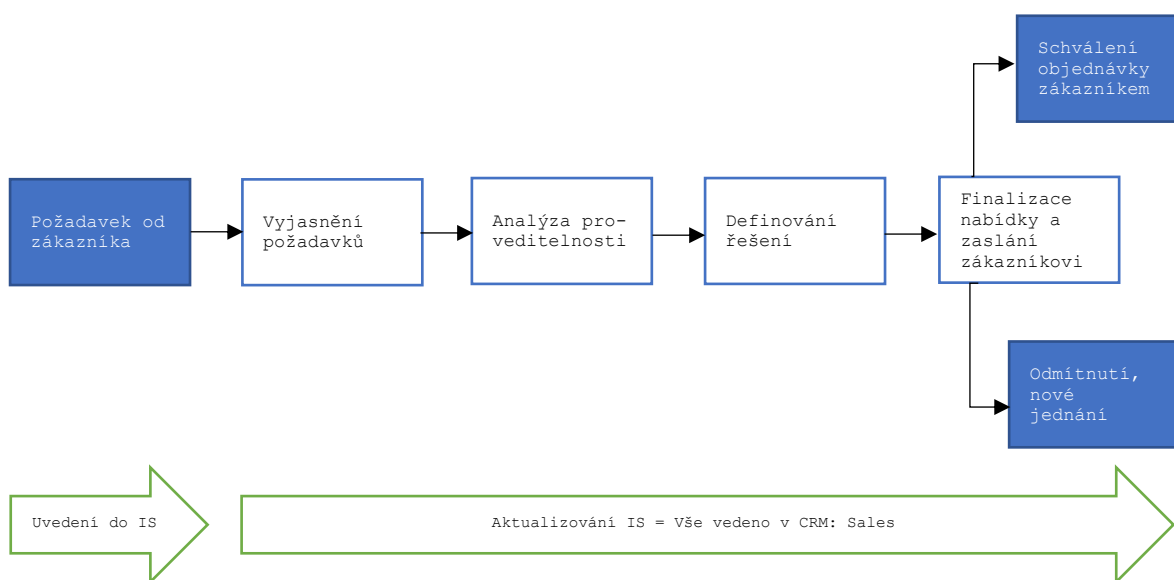 Schválení
objednávky
zákazníkem
Požadavek od
zákazníka
Vyjasnění
požadavků
Analýza pro-
veditelnosti
Definování
řešení
Finalizace
nabídky a
zaslání
zákazníkovi
Odmítnutí,
nové
jednání
Uvedení do IS
Aktualizování IS = Vše vedeno v CRM: Sales